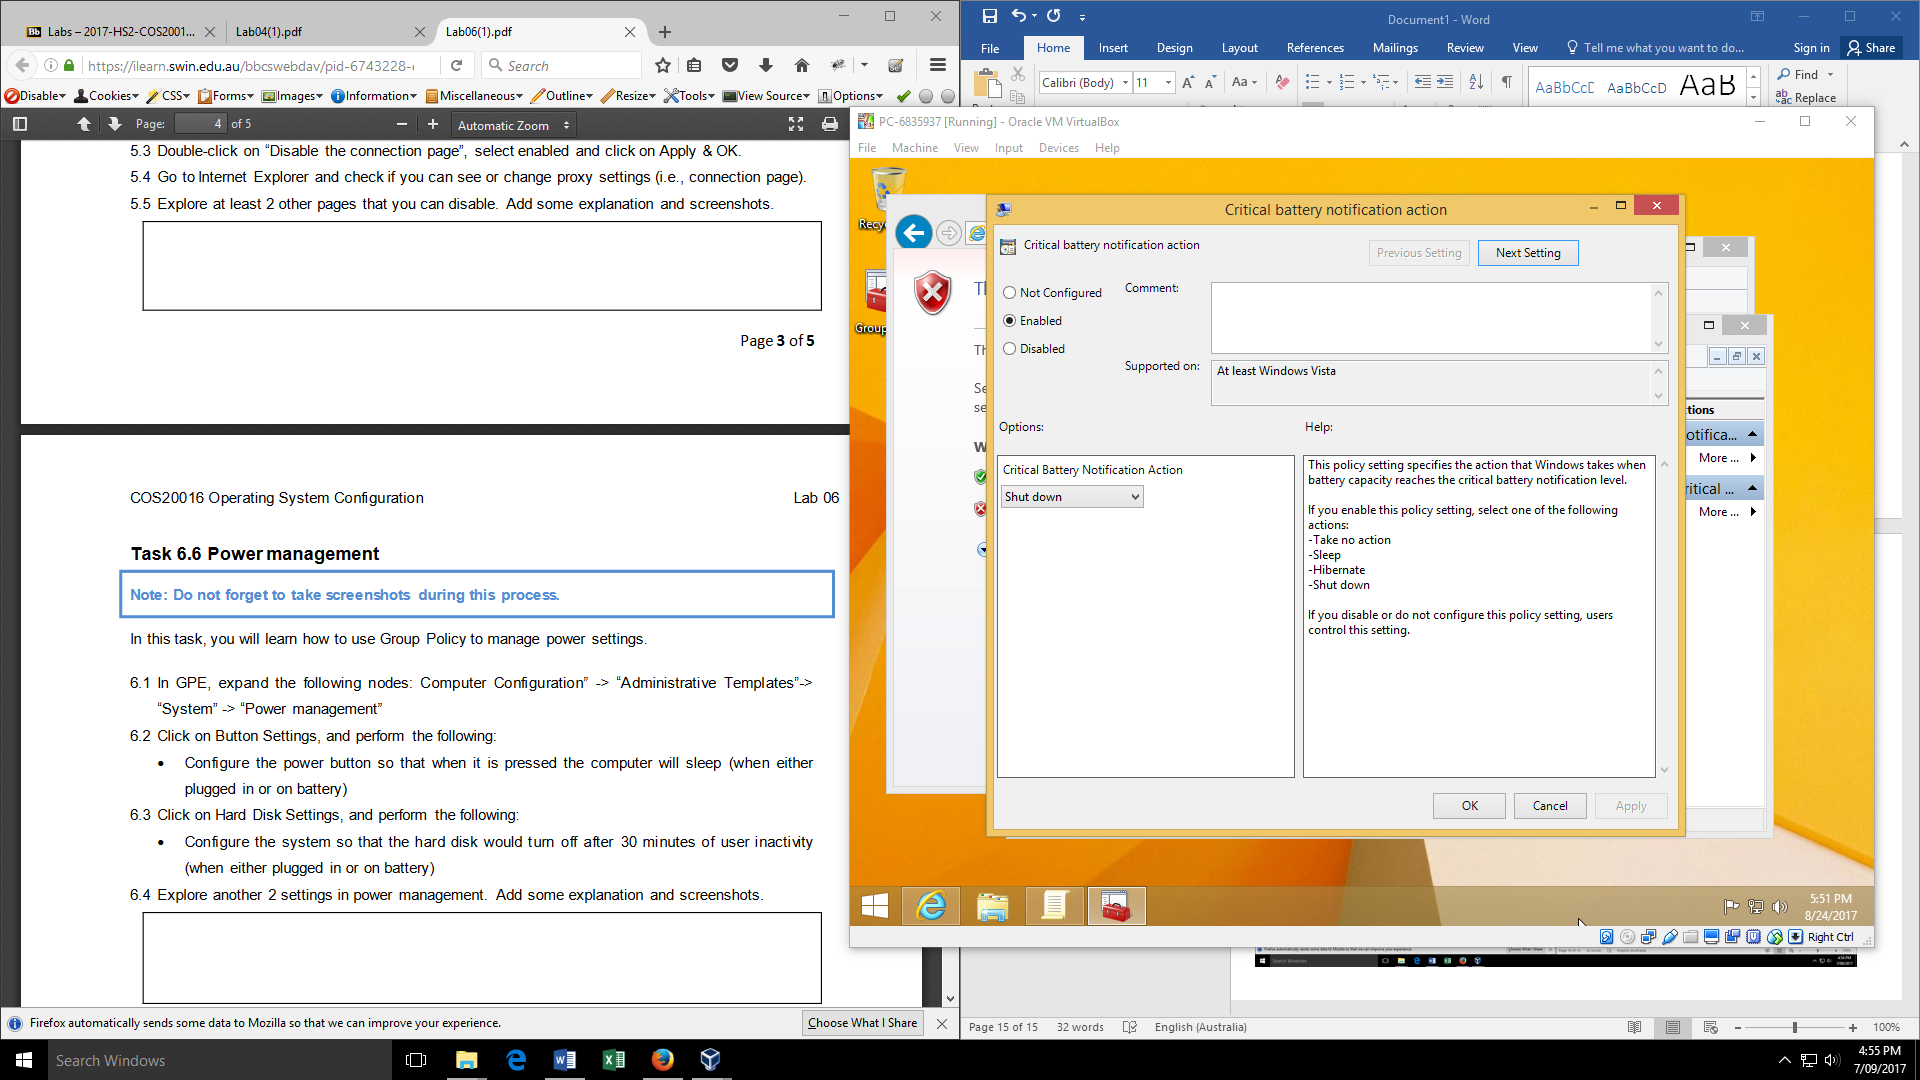 Labs – 2017-HS2-COS2001...
Lab04(1).pdf
Lab06(1).pdf
https://ilearn.swin.edu.au/bbcswebdav/pid-6743228-
Search
Disable
Cookies
CSS
Forms
Images
Information
Miscellaneous
Outline
Resize
Tools
View Source
Options
Page:
4
of 5
Automatic Zoom
5.3 Double-click on “Disable the connection page”, select enabled and click on Apply & OK.
5.4 Go to Internet Explorer and check if you can see or change proxy settings (i.e., connection page).
5.5 Explore at least 2 other pages that you can disable. Add some explanation and screenshots.
Page 3 of 5
COS20016 Operating System Configuration
Lab 06
Task 6.6 Power management
Note: Do not forget to take screenshots during this process.
In this task, you will learn how to use Group Policy to manage power settings.
6.1 In GPE, expand the following nodes: Computer Configuration” -> “Administrative Templates”->
“System” -> “Power management”
6.2 Click on Button Settings, and perform the following:
• Configure the power button so that when it is pressed the computer will sleep (when either
plugged in or on battery)
6.3 Click on Hard Disk Settings, and perform the following:
• Configure the system so that the hard disk would turn off after 30 minutes of user inactivity
(when either plugged in or on battery)
6.4 Explore another 2 settings in power management. Add some explanation and screenshots.
Firefox automatically sends some data to Mozilla so that we can improve your experience.
Choose What I Share
Document1 - Word
File
Home
Insert
Design
Layout
References
Mailings
Review
View
Tell me what you want to do...
Sign in
Share
Calibri (Body)
11
Aa
AaBbCcDc
AaBbCcDc
AaB
Find
Replace
PC-6835937 [Running] - Oracle VM VirtualBox
File
Machine
View
Input
Devices
Help
Recyc
Group
Th
Th
Se
se
W
Critical battery notification action
Critical battery notification action
Previous Setting
Next Setting
Not Configured
Enabled
Disabled
Comment:
Supported on:
At least Windows Vista
Options:
Help:
Critical Battery Notification Action
Shut down
This policy setting specifies the action that Windows takes when
battery capacity reaches the critical battery notification level.
If you enable this policy setting, select one of the following
actions:
-Take no action
-Sleep
-Hibernate
-Shut down
If you disable or do not configure this policy setting, users
control this setting.
OK
Cancel
Apply
ctions
otifica...
More ...
ritical ...
More ...
5:51 PM
8/24/2017
Right Ctrl
Page 15 of 15
32 words
English (Australia)
100%
Search Windows
4:55 PM
7/09/2017